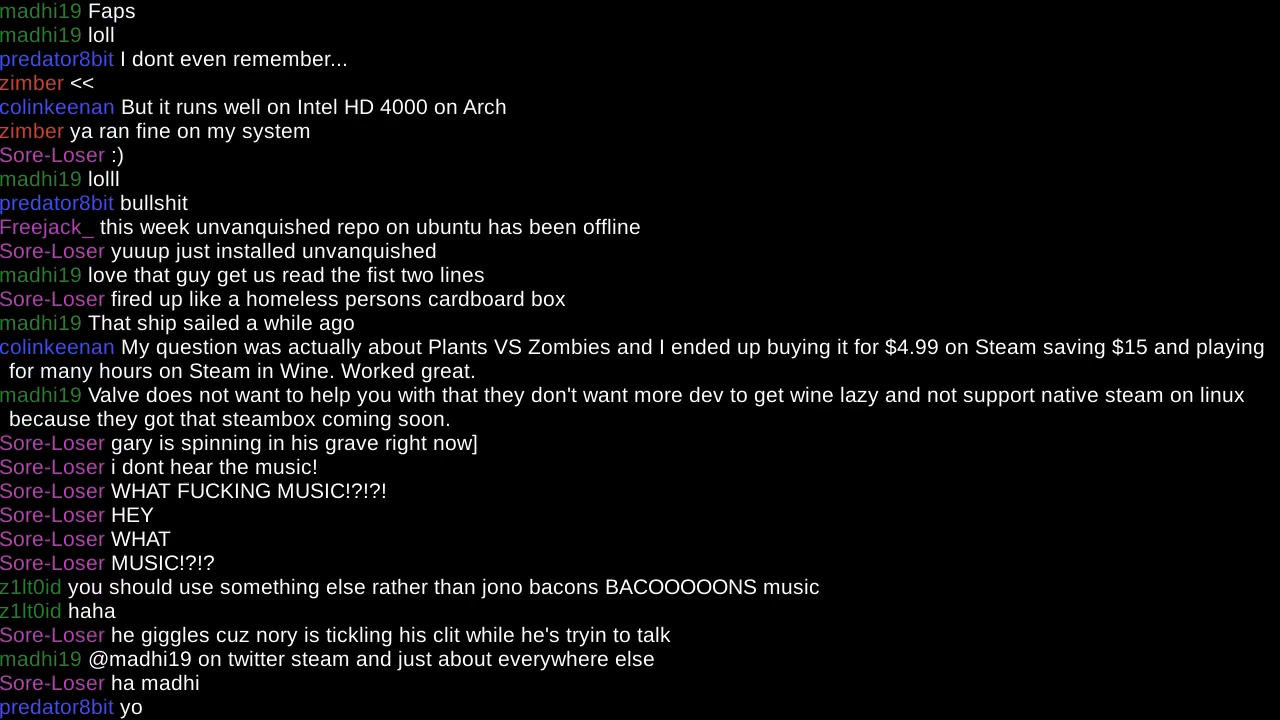 madhi19 Faps
madhi19 loll
predator8bit I dont even remember...
zimber <<
colinkeenan But it runs well on Intel HD 4000 on Arch
zimber ya ran fine on my system
Sore-Loser :)
madhi19 lolll
predator8bit bullshit
Freejack_ this week unvanquished repo on ubuntu has been offline
Sore-Loser yuuup just installed unvanquished
madhi19 love that guy get us read the fist two lines
Sore-Loser fired up like a homeless persons cardboard box
madhi19 That ship sailed a while ago
colinkeenan My question was actually about Plants VS Zombies and I ended up buying it for $4.99 on Steam saving $15 and playing
for many hours on Steam in Wine. Worked great.
madhi19 Valve does not want to help you with that they don't want more dev to get wine lazy and not support native steam on linux
because they got that steambox coming soon.
Sore-Loser gary is spinning in his grave right now]
Sore-Loser i dont hear the music!
Sore-Loser WHAT FUCKING MUSIC!?!?!
Sore-Loser HEY
Sore-Loser WHAT
Sore-Loser MUSIC!?!?
z1lt0id you should use something else rather than jono bacons BACOOOOONS music
z1lt0id haha
Sore-Loser he giggles cuz nory is tickling his clit while he's tryin to talk
madhi19 @madhi19 on twitter steam and just about everywhere else
Sore-Loser ha madhi
predator8bit yo